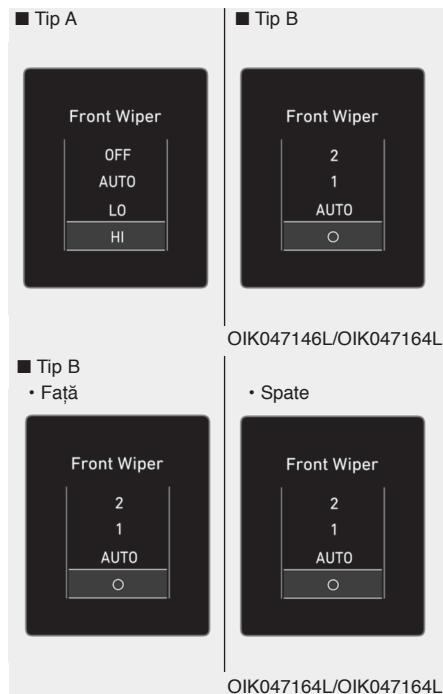 ■ Tip A
Front Wiper
OFF
AUTO
LO
HI
■ Tip B
Front Wiper
2
1
AUTO
O
OIK047146L/OIK047164L
■ Tip B
• Față
Front Wiper
2
1
AUTO
O
• Spate
Front Wiper
2
1
AUTO
O
OIK047164L/OIK047164L